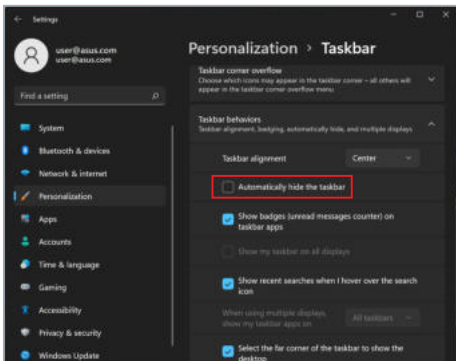 Settings
user@asus.com
user@asus.com
Find a setting
System
Bluetooth & devices
Network & internet
Personalization
Apps
Accounts
Time & language
Gaming
Accessibility
Privacy & security
Windows Update
Personalization > Taskbar
Taskbar corner overflow
Choose which icons may appear in the taskbar corner – all others will
appear in the taskbar corner overflow menu
Taskbar behaviors
Taskbar alignment, badging, automatically hide, and multiple displays
Taskbar alignment
Center
Automatically hide the taskbar
Show badges (unread messages counter) on
taskbar apps
Show my taskbar on all displays
Show recent searches when I hover over the search
icon
When using multiple displays,
show my taskbar apps on
All taskbars
Select the far corner of the taskbar to show the
desktop